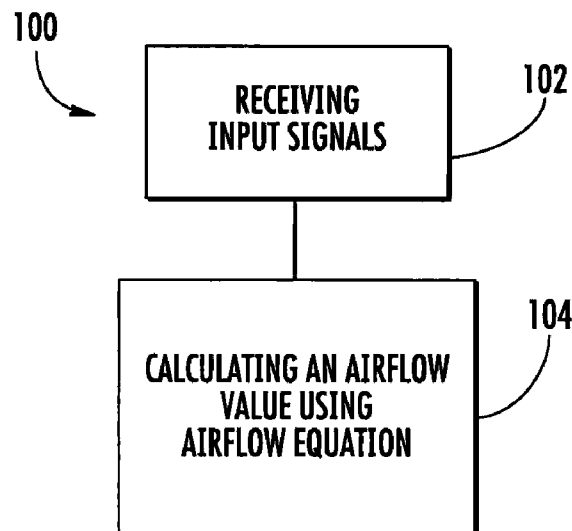 100
RECEIVING
INPUT SIGNALS
102
CALCULATING AN AIRFLOW
VALUE USING
AIRFLOW EQUATION
104